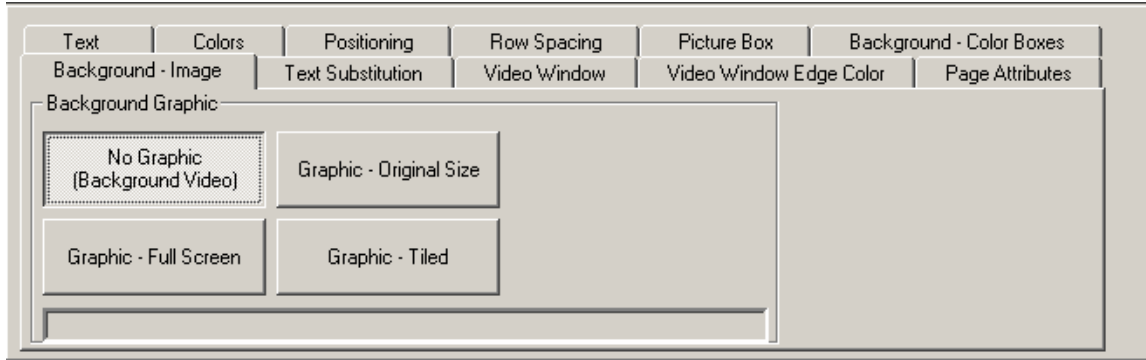 Text Colors Positioning Row Spacing Picture Box Background - Color Boxes
Background - Image Text Substitution Video Window Video Window Edge Color Page Attributes
Background Graphic
No Graphic
(Background Video)
Graphic - Original Size
Graphic - Full Screen
Graphic - Tiled